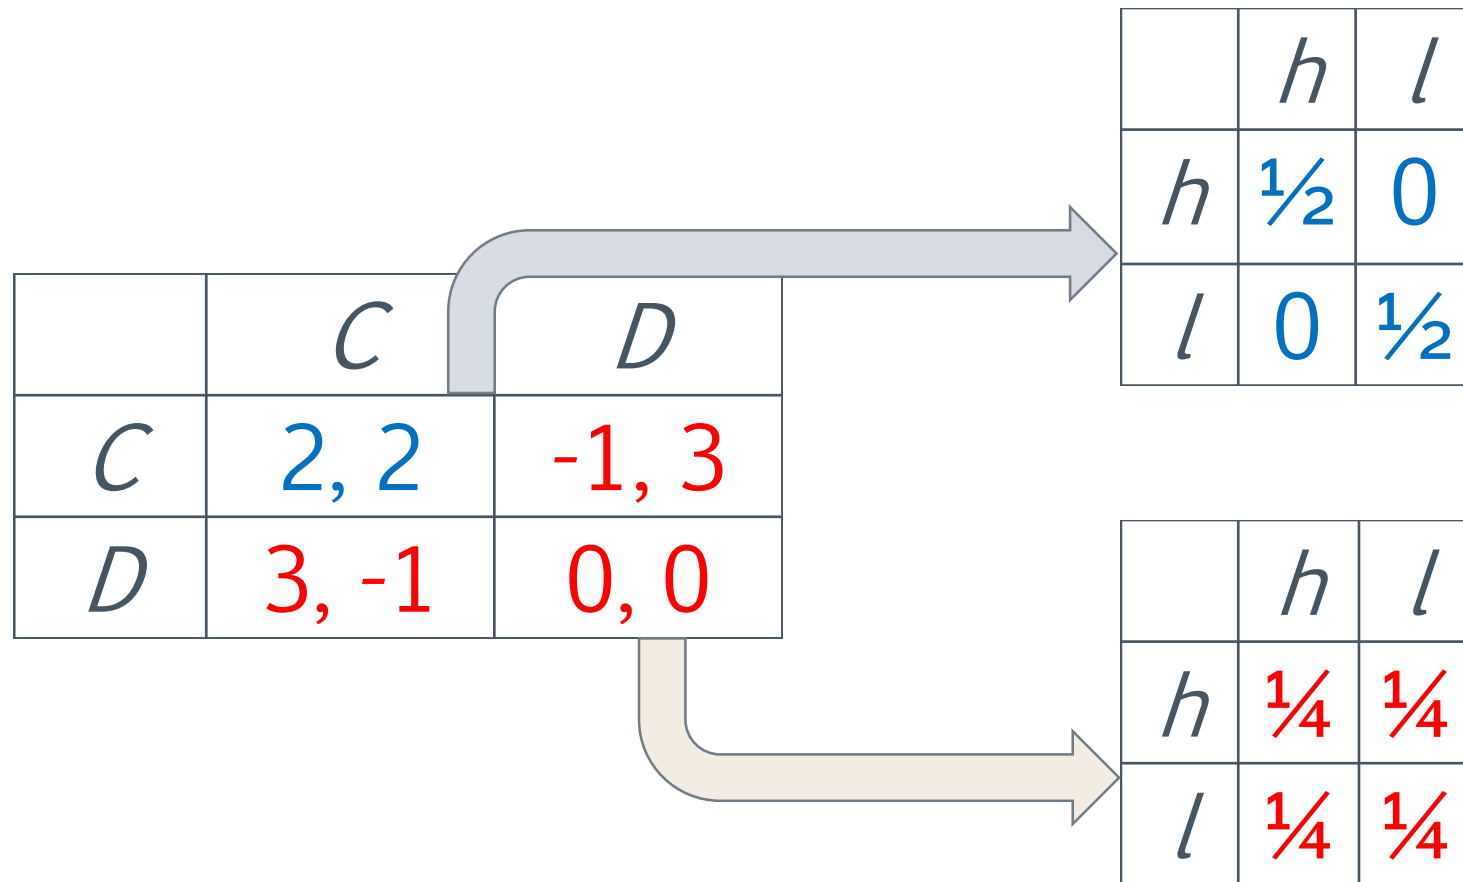 C D
C 2, 2 -1, 3
D 3, -1 0, 0
h l
h ½ 0
l 0 ½
h l
h ¼ ¼
l ¼ ¼